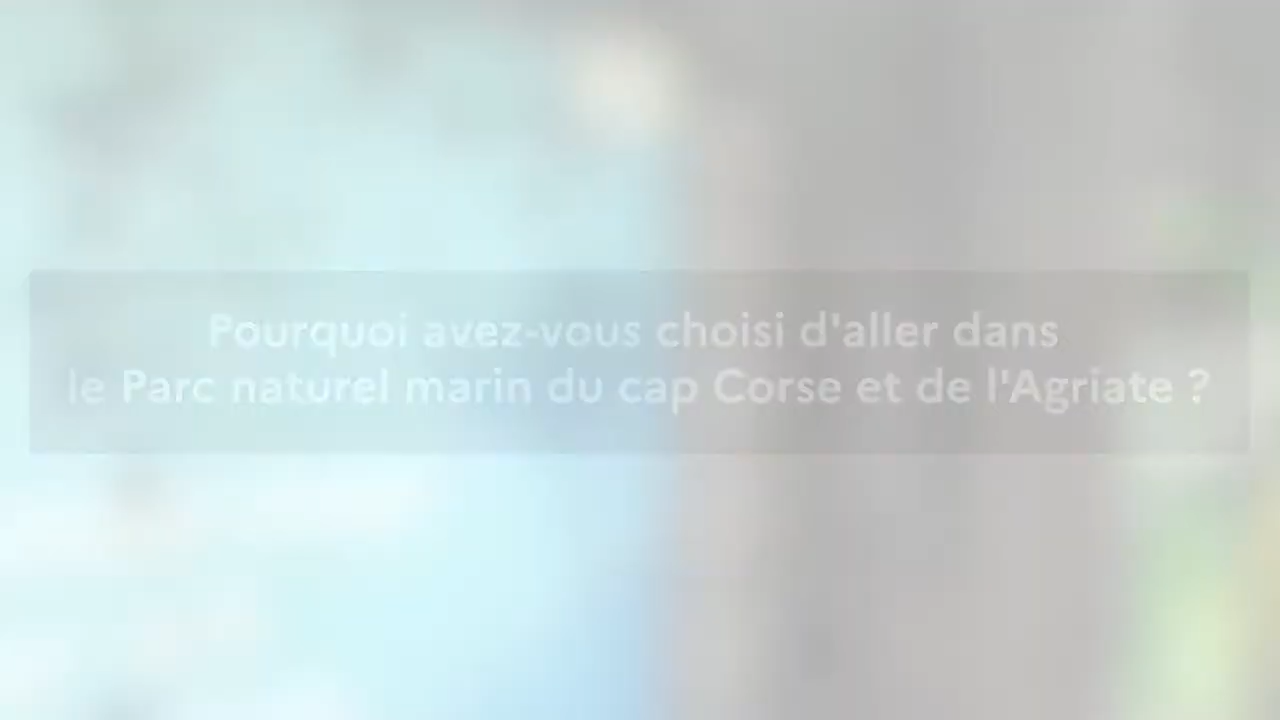 Pourquoi avez-vous choisi d'aller dans
le Parc naturel marin du cap Corse et de l'Agriate ?